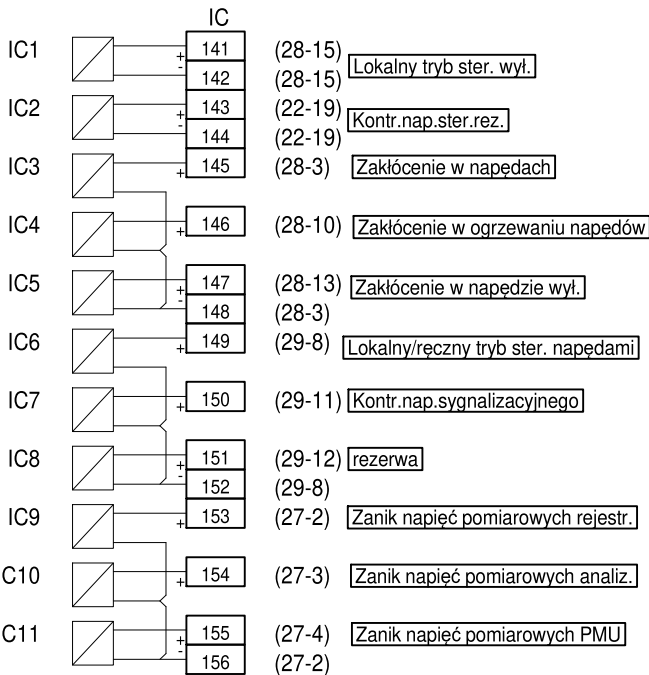 IC
IC1 + 141 (28-15) Lokalny tryb ster. wył.
- 142 (28-15)
IC2 + 143 (22-19) Kontr.nap.ster.rez.
- 144 (22-19)
IC3 + 145 (28-3) Zakłócenie w napędach
IC4 + 146 (28-10) Zakłócenie w ogrzewaniu napędów
IC5 + 147 (28-13) Zakłócenie w napędzie wył.
- 148 (28-3)
IC6 + 149 (29-8) Lokalny/ręczny tryb ster. napędami
IC7 + 150 (29-11) Kontr.nap.sygnalizacyjnego
IC8 + 151 (29-12) rezerwa
- 152 (29-8)
IC9 + 153 (27-2) Zanik napięć pomiarowych rejestr.
C10 + 154 (27-3) Zanik napięć pomiarowych analiz.
C11 + 155 (27-4) Zanik napięć pomiarowych PMU
- 156 (27-2)